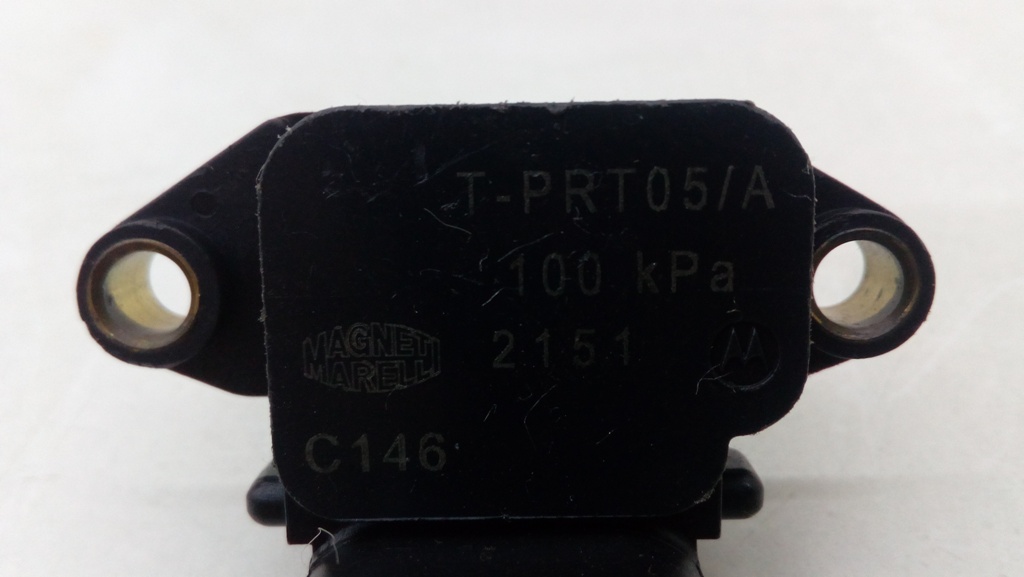 T-PRT05/A
100 kPa
MAGNETI
MARELLI
2151
C146